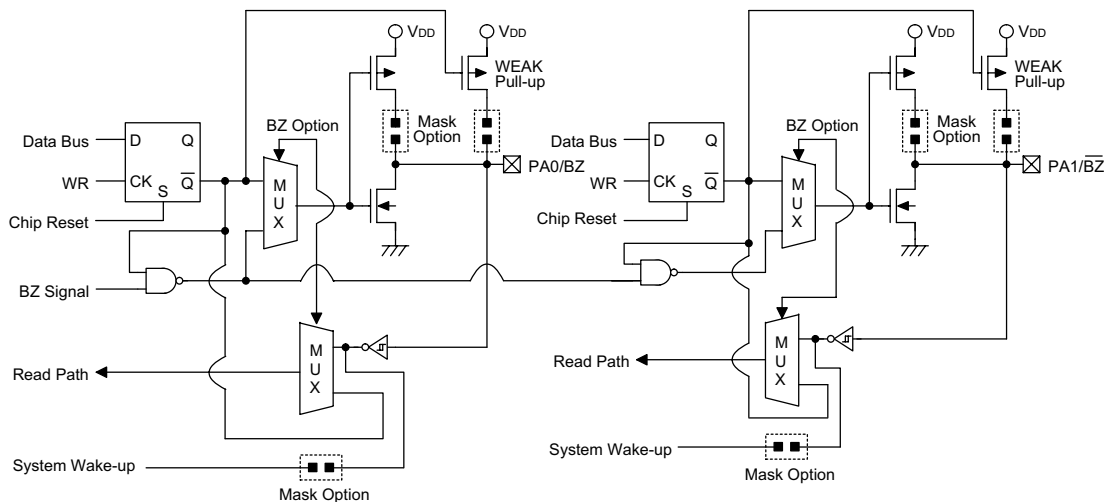 VDD
VDD
WEAK
Pull-up
Mask
Option
BZ Option
Data Bus
D
Q
WR
CK
Q̅
S
Chip Reset
M
U
X
PA0/BZ
BZ Signal
M
U
X
Read Path
System Wake-up
Mask Option
VDD
VDD
WEAK
Pull-up
Mask
Option
BZ Option
Data Bus
D
Q
WR
CK
Q̅
S
Chip Reset
M
U
X
PA1/B̅Z̅
M
U
X
Read Path
System Wake-up
Mask Option